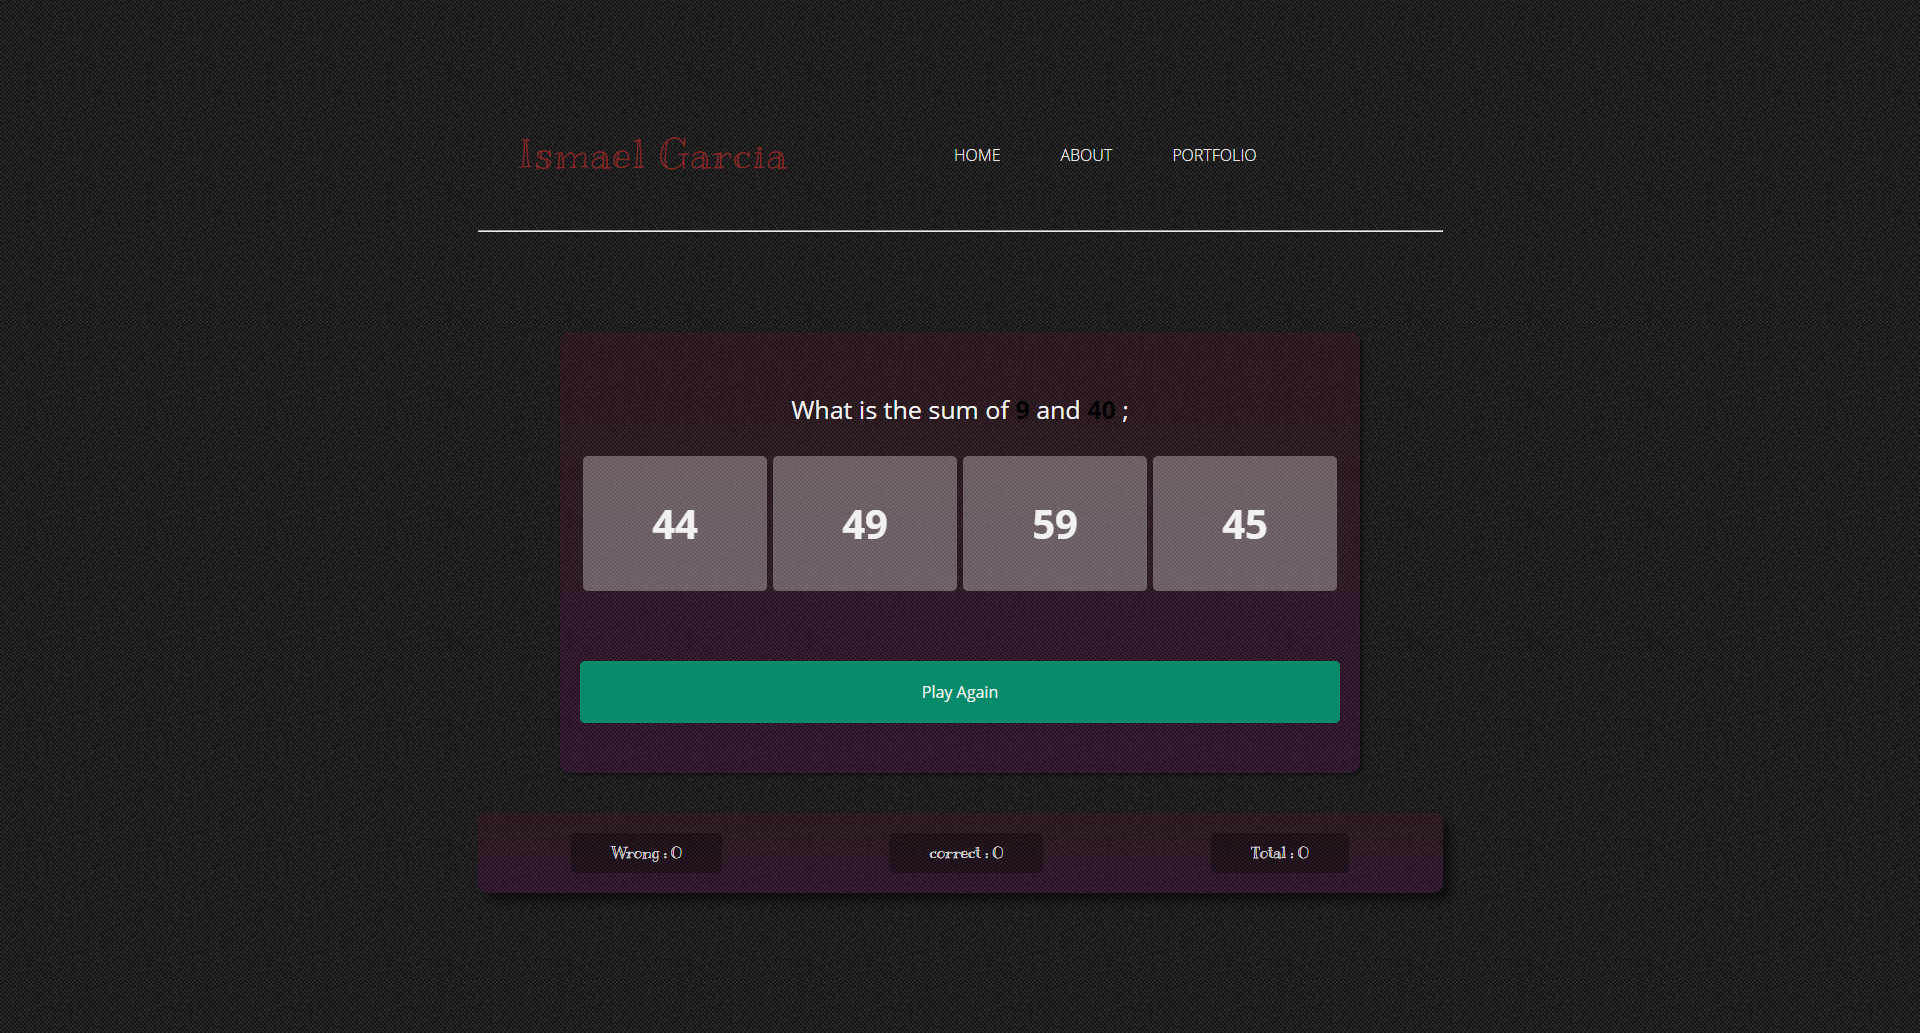 Ismael Garcia HOME ABOUT PORTFOLIO
What is the sum of 9 and 40 ;
44 49 59 45
Play Again
Wrong : 0 correct : 0 Total : 0